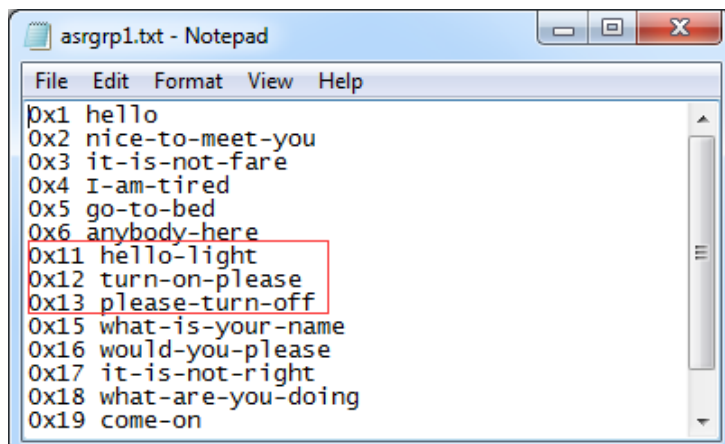 asrgrp1.txt - Notepad
File Edit Format View Help
0x1 hello
0x2 nice-to-meet-you
0x3 it-is-not-fare
0x4 I-am-tired
0x5 go-to-bed
0x6 anybody-here
0x11 hello-light
0x12 turn-on-please
0x13 please-turn-off
0x15 what-is-your-name
0x16 would-you-please
0x17 it-is-not-right
0x18 what-are-you-doing
0x19 come-on